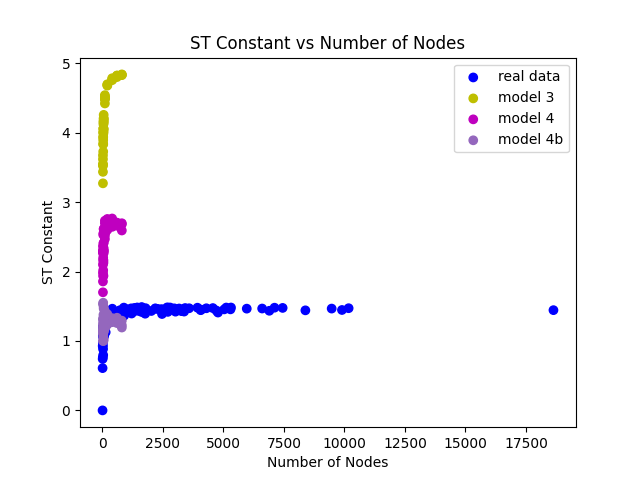 ST Constant vs Number of Nodes
real data
model 3
model 4
model 4b
ST Constant
5
4
3
2
1
0
0 2500 5000 7500 10000 12500 15000 17500
Number of Nodes